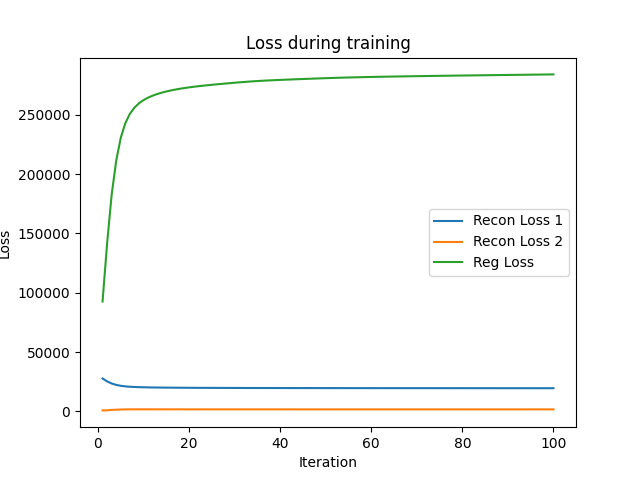 Loss during training
250000
200000
150000
100000
50000
0
Loss
Recon Loss 1
Recon Loss 2
Reg Loss
0 20 40 60 80 100
Iteration